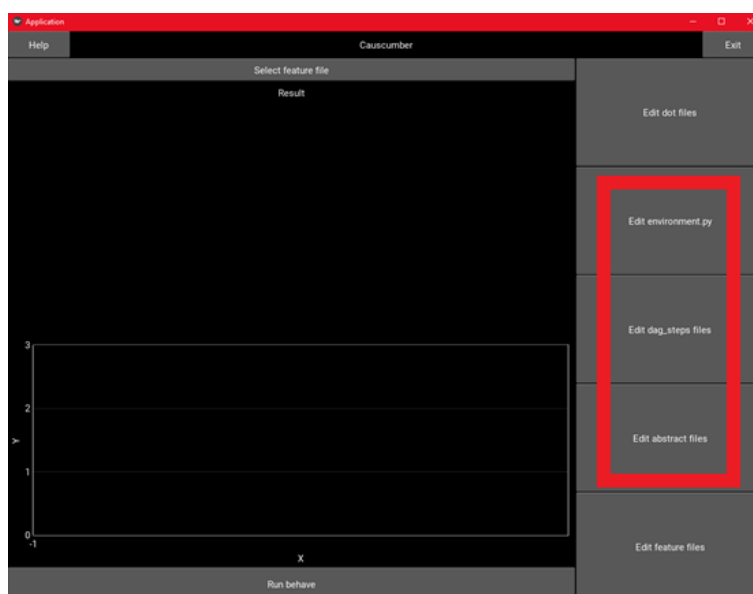 Application
Help
Causcumber
Exit
Select feature file
Result
Edit dot files
Edit environment.py
Edit dag_steps files
Edit abstract files
Edit feature files
3
2
Y
1
0
-1
X
Run behave